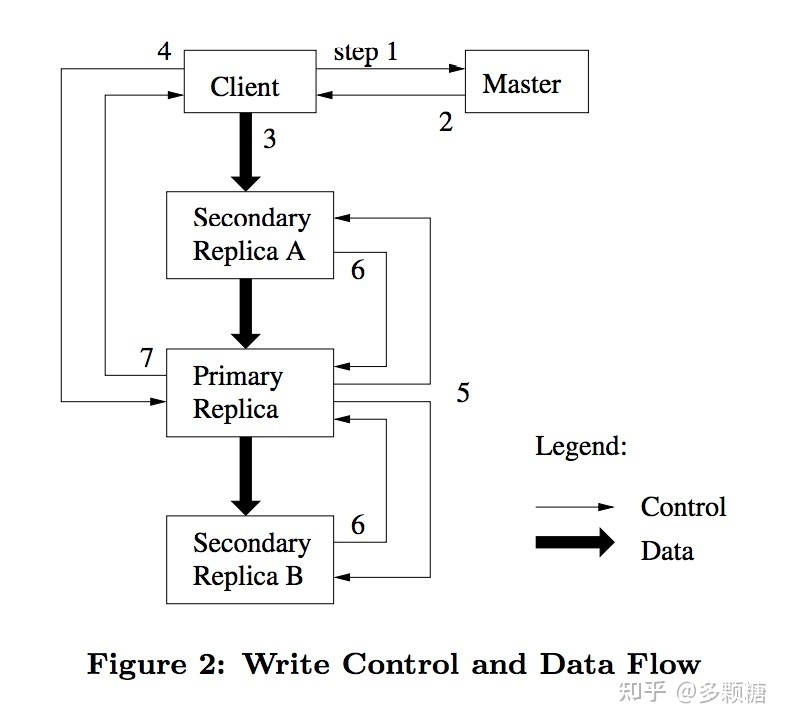 4
step 1
Client
Master
2
3
Secondary
Replica A
6
7
Primary
Replica
5
Legend:
6
Control
Secondary
Replica B
Data
Figure 2: Write Control and Data Flow
知乎 @多颗糖